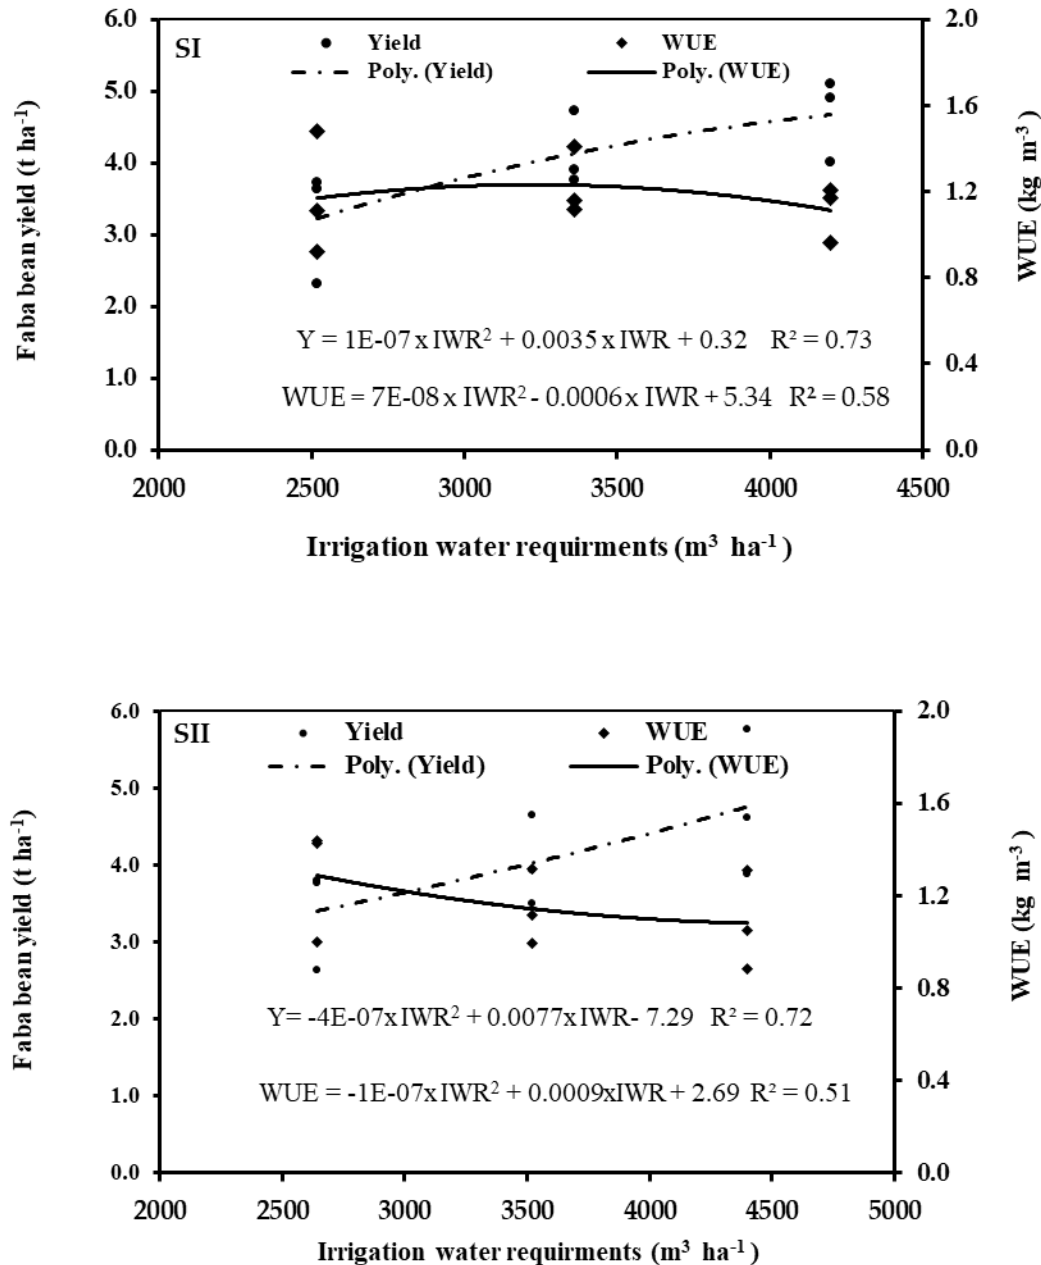 SI
Yield
WUE
Poly. (Yield)
Poly. (WUE)
6.0
5.0
4.0
3.0
2.0
1.0
0.0
Faba bean yield (t ha⁻¹)
2.0
1.6
1.2
0.8
0.4
0.0
WUE (kg m⁻³)
Y = 1E-07 x IWR² + 0.0035 x IWR + 0.32 R² = 0.73
WUE = 7E-08 x IWR² - 0.0006 x IWR + 5.34 R² = 0.58
2000 2500 3000 3500 4000 4500
Irrigation water requirments (m³ ha⁻¹)
SII
Yield
WUE
Poly. (Yield)
Poly. (WUE)
6.0
5.0
4.0
3.0
2.0
1.0
0.0
Faba bean yield (t ha⁻¹)
2.0
1.6
1.2
0.8
0.4
0.0
WUE (kg m⁻³)
Y= -4E-07x IWR² + 0.0077x IWR- 7.29 R² = 0.72
WUE = -1E-07x IWR² + 0.0009xIWR + 2.69 R² = 0.51
2000 2500 3000 3500 4000 4500 5000
Irrigation water requirments (m³ ha⁻¹)